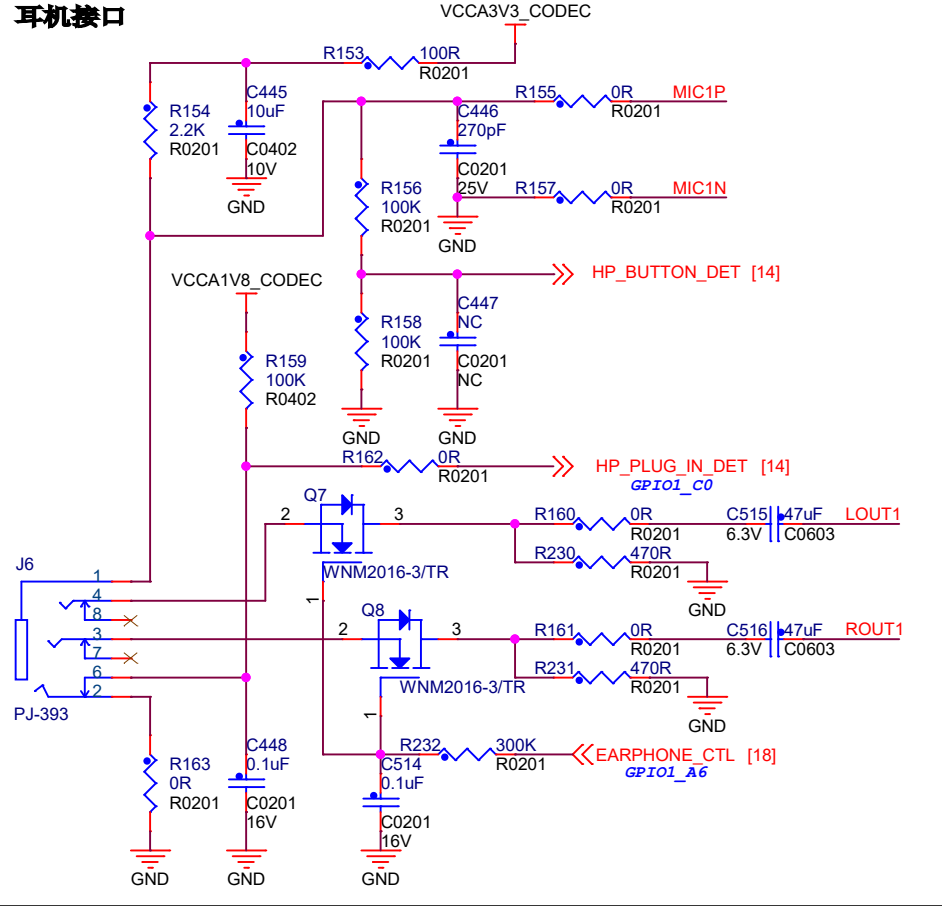 耳机接口
VCCA3V3_CODEC
R153 100R
R0201
R154
2.2K
R0201
C445
10uF
C0402
10V
GND
R155 0R
R0201
MIC1P
C446
270pF
C0201
25V
GND
R157 0R
R0201
MIC1N
R156
100K
R0201
HP_BUTTON_DET [14]
VCCA1V8_CODEC
R158
100K
R0201
GND
C447
NC
C0201
NC
GND
R159
100K
R0402
R162 0R
R0201
HP_PLUG_IN_DET [14]
GPIO1_C0
Q7
2 3
1
WNM2016-3/TR
R160 0R
R0201
C515 47uF
6.3V C0603
LOUT1
R230 470R
R0201
GND
J6
1
4
8
3
7
6
2
PJ-393
Q8
2 3
1
WNM2016-3/TR
R161 0R
R0201
C516 47uF
6.3V C0603
ROUT1
R231 470R
R0201
GND
R163
0R
R0201
GND
C448
0.1uF
C0201
16V
GND
C514
0.1uF
C0201
16V
GND
R232 300K
R0201
EARPHONE_CTL [18]
GPIO1_A6